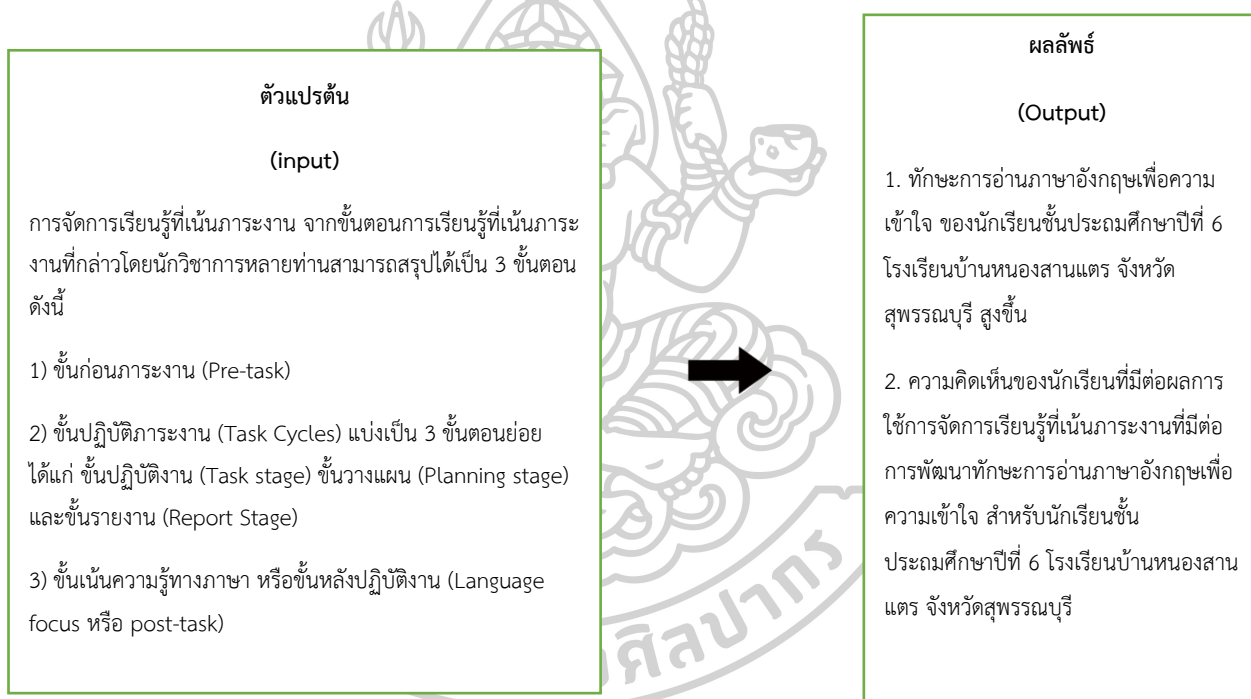 ตัวแปรต้น
(input)
การจัดการเรียนรู้ที่เน้นภาระงาน จากขั้นตอนการเรียนรู้ที่เน้นภาระ
งานที่กล่าวโดยนักวิชาการหลายท่านสามารถสรุปได้เป็น 3 ขั้นตอน
ดังนี้
1) ขั้นก่อนภาระงาน (Pre-task)
2) ขั้นปฏิบัติภาระงาน (Task Cycles) แบ่งเป็น 3 ขั้นตอนย่อย
ได้แก่ ขั้นปฏิบัติงาน (Task stage) ขั้นวางแผน (Planning stage)
และขั้นรายงาน (Report Stage)
3) ขั้นเน้นความรู้ทางภาษา หรือขั้นหลังปฏิบัติงาน (Language
focus หรือ post-task)
ผลลัพธ์
(Output)
1. ทักษะการอ่านภาษาอังกฤษเพื่อความ
เข้าใจ ของนักเรียนชั้นประถมศึกษาปีที่ 6
โรงเรียนบ้านหนองสานแตร จังหวัด
สุพรรณบุรี สูงขึ้น
2. ความคิดเห็นของนักเรียนที่มีต่อผลการ
ใช้การจัดการเรียนรู้ที่เน้นภาระงานที่มีต่อ
การพัฒนาทักษะการอ่านภาษาอังกฤษเพื่อ
ความเข้าใจ สำหรับนักเรียนชั้น
ประถมศึกษาปีที่ 6 โรงเรียนบ้านหนองสาน
แตร จังหวัดสุพรรณบุรี
ศิลปากร